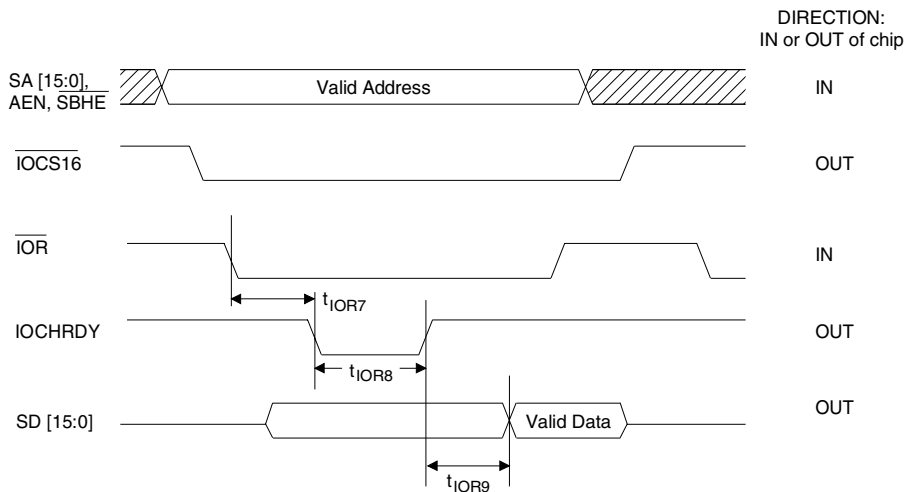 DIRECTION:
IN or OUT of chip
SA [15:0],
AEN, SBHE
Valid Address
IN
IOCS16
OUT
IOR
IN
tIOR7
IOCHRDY
OUT
tIOR8
SD [15:0]
Valid Data
OUT
tIOR9